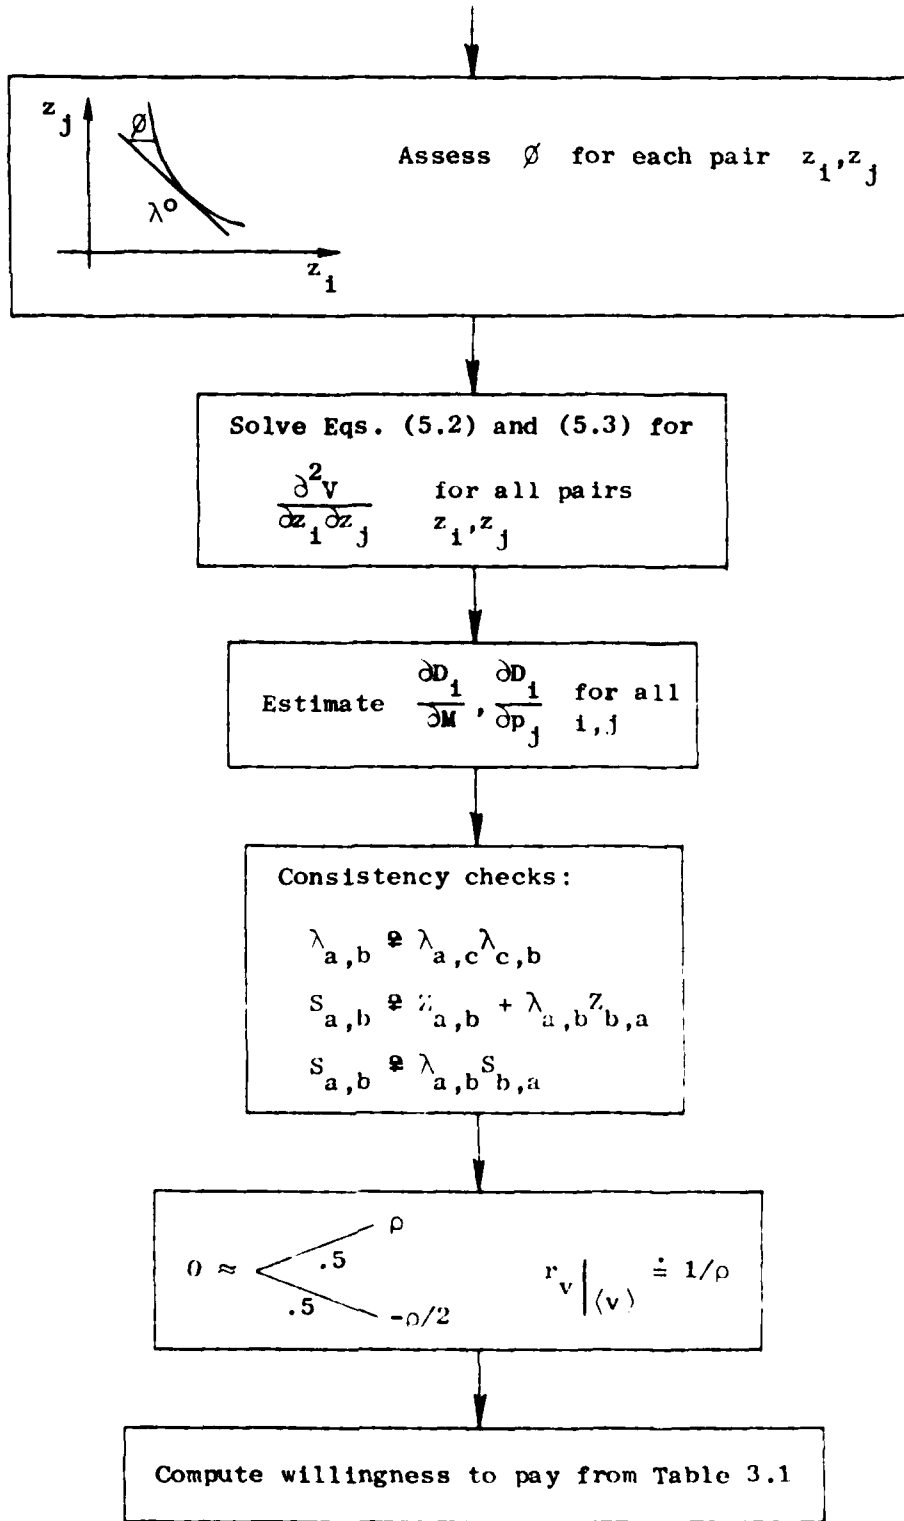 z_j
Ø
λ°
z_i
Assess Ø for each pair z_i,z_j
Solve Eqs. (5.2) and (5.3) for
∂²V / ∂z_i ∂z_j for all pairs z_i,z_j
Estimate ∂D_i/∂M , ∂D_i/∂p_j for all i,j
Consistency checks:
λ_a,b ≟ λ_a,c λ_c,b
S_a,b ≟ Z_a,b + λ_a,b Z_b,a
S_a,b ≟ λ_a,b S_b,a
0 ≈
.5 ρ
.5 -ρ/2
r_v|⟨v⟩ ≐ 1/ρ
Compute willingness to pay from Table 3.1